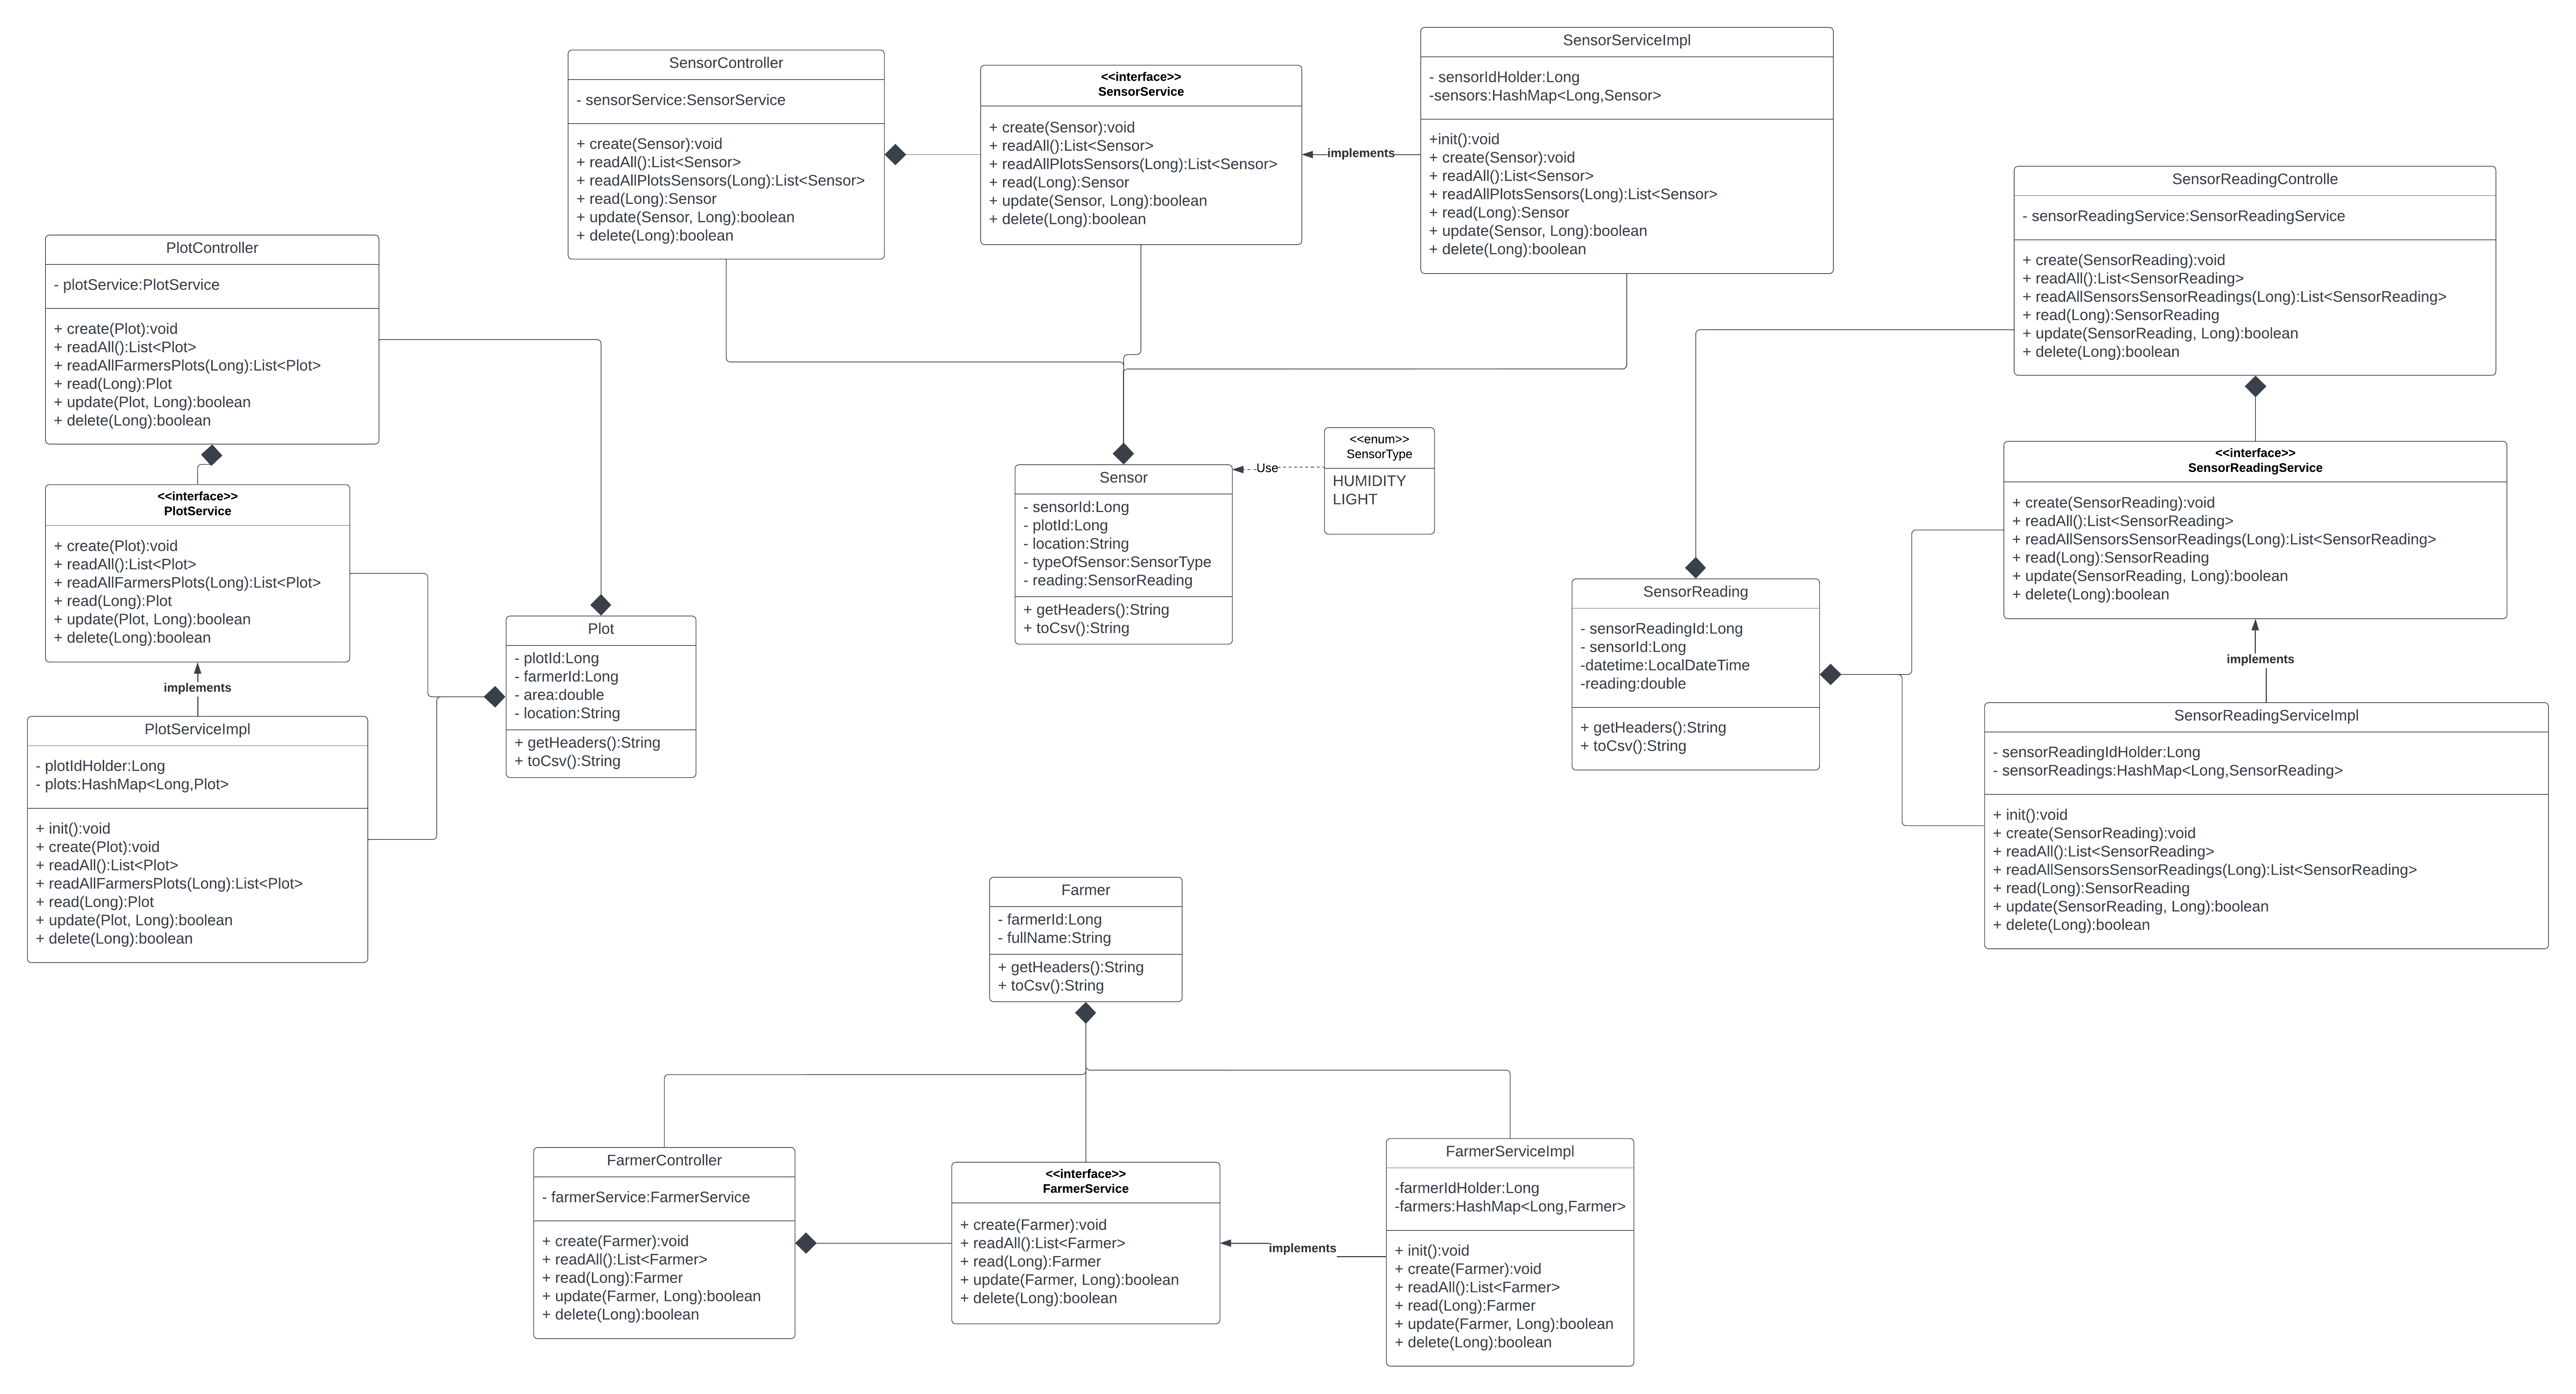 SensorController
- sensorService:SensorService
+ create(Sensor):void
+ readAll():List<Sensor>
+ readAllPlotsSensors(Long):List<Sensor>
+ read(Long):Sensor
+ update(Sensor, Long):boolean
+ delete(Long):boolean
<<interface>>
SensorService
+ create(Sensor):void
+ readAll():List<Sensor>
+ readAllPlotsSensors(Long):List<Sensor>
+ read(Long):Sensor
+ update(Sensor, Long):boolean
+ delete(Long):boolean
implements
SensorServiceImpl
- sensorIdHolder:Long
-sensors:HashMap<Long,Sensor>
+init():void
+ create(Sensor):void
+ readAll():List<Sensor>
+ readAllPlotsSensors(Long):List<Sensor>
+ read(Long):Sensor
+ update(Sensor, Long):boolean
+ delete(Long):boolean
SensorReadingControlle
- sensorReadingService:SensorReadingService
+ create(SensorReading):void
+ readAll():List<SensorReading>
+ readAllSensorsSensorReadings(Long):List<SensorReading>
+ read(Long):SensorReading
+ update(SensorReading, Long):boolean
+ delete(Long):boolean
PlotController
- plotService:PlotService
+ create(Plot):void
+ readAll():List<Plot>
+ readAllFarmersPlots(Long):List<Plot>
+ read(Long):Plot
+ update(Plot, Long):boolean
+ delete(Long):boolean
<<interface>>
PlotService
+ create(Plot):void
+ readAll():List<Plot>
+ readAllFarmersPlots(Long):List<Plot>
+ read(Long):Plot
+ update(Plot, Long):boolean
+ delete(Long):boolean
implements
PlotServiceImpl
- plotIdHolder:Long
- plots:HashMap<Long,Plot>
+ init():void
+ create(Plot):void
+ readAll():List<Plot>
+ readAllFarmersPlots(Long):List<Plot>
+ read(Long):Plot
+ update(Plot, Long):boolean
+ delete(Long):boolean
Plot
- plotId:Long
- farmerId:Long
- area:double
- location:String
+ getHeaders():String
+ toCsv():String
Sensor
- sensorId:Long
- plotId:Long
- location:String
- typeOfSensor:SensorType
- reading:SensorReading
+ getHeaders():String
+ toCsv():String
Use
<<enum>>
SensorType
HUMIDITY
LIGHT
SensorReading
- sensorReadingId:Long
- sensorId:Long
-datetime:LocalDateTime
-reading:double
+ getHeaders():String
+ toCsv():String
<<interface>>
SensorReadingService
+ create(SensorReading):void
+ readAll():List<SensorReading>
+ readAllSensorsSensorReadings(Long):List<SensorReading>
+ read(Long):SensorReading
+ update(SensorReading, Long):boolean
+ delete(Long):boolean
implements
SensorReadingServiceImpl
- sensorReadingIdHolder:Long
- sensorReadings:HashMap<Long,SensorReading>
+ init():void
+ create(SensorReading):void
+ readAll():List<SensorReading>
+ readAllSensorsSensorReadings(Long):List<SensorReading>
+ read(Long):SensorReading
+ update(SensorReading, Long):boolean
+ delete(Long):boolean
Farmer
- farmerId:Long
- fullName:String
+ getHeaders():String
+ toCsv():String
FarmerController
- farmerService:FarmerService
+ create(Farmer):void
+ readAll():List<Farmer>
+ read(Long):Farmer
+ update(Farmer, Long):boolean
+ delete(Long):boolean
<<interface>>
FarmerService
+ create(Farmer):void
+ readAll():List<Farmer>
+ read(Long):Farmer
+ update(Farmer, Long):boolean
+ delete(Long):boolean
implements
FarmerServiceImpl
-farmerIdHolder:Long
-farmers:HashMap<Long,Farmer>
+ init():void
+ create(Farmer):void
+ readAll():List<Farmer>
+ read(Long):Farmer
+ update(Farmer, Long):boolean
+ delete(Long):boolean